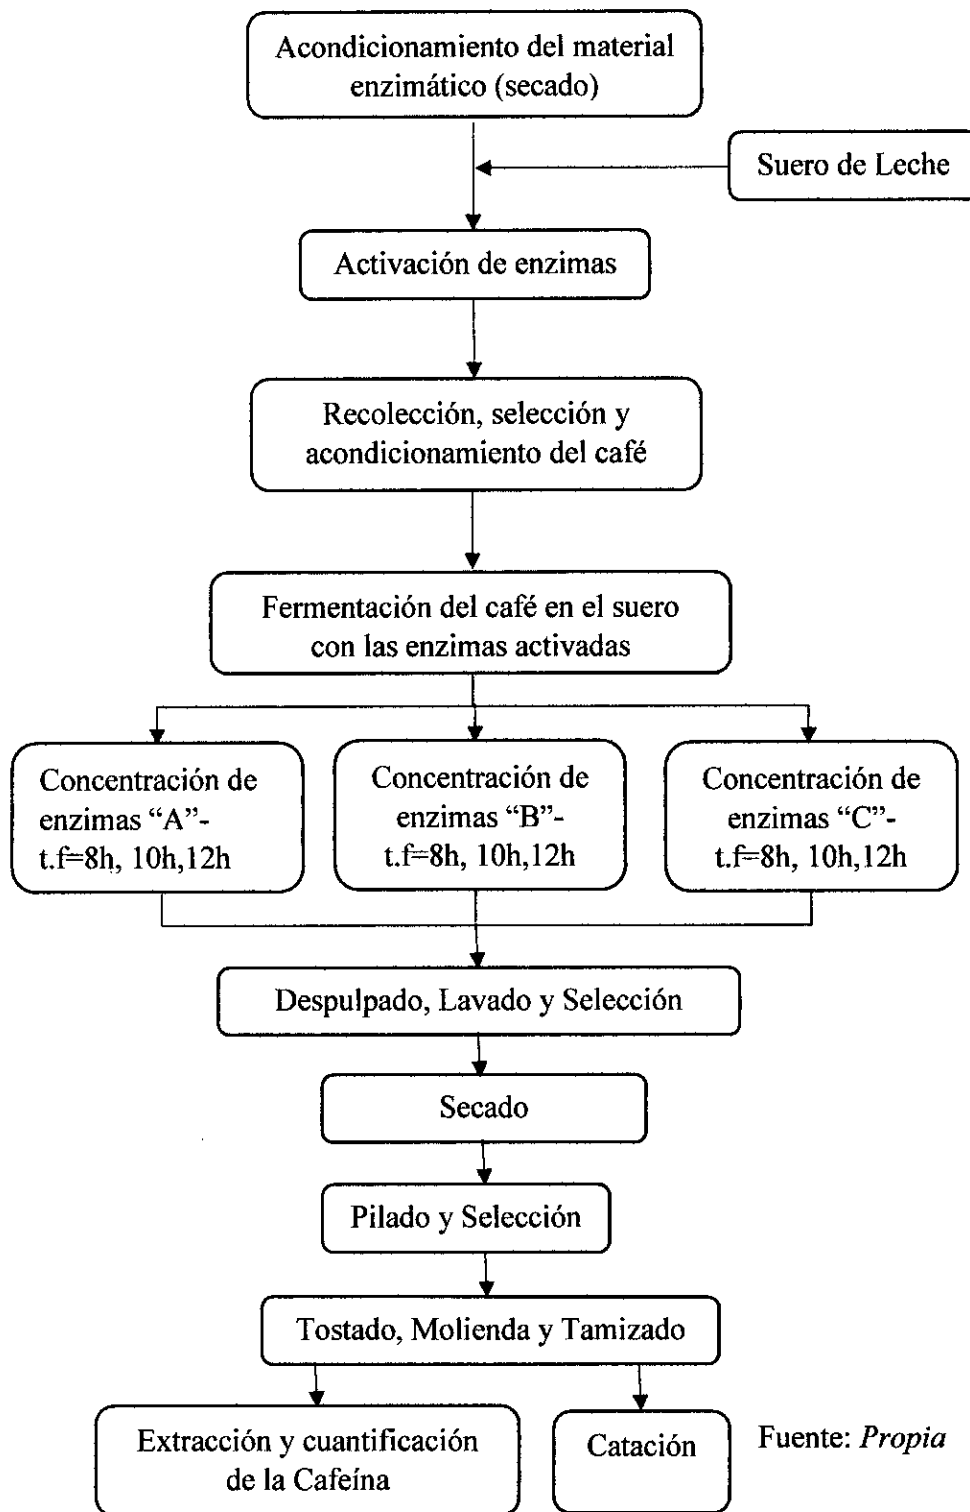 Acondicionamiento del material
enzimático (secado)
Suero de Leche
Activación de enzimas
Recolección, selección y
acondicionamiento del café
Fermentación del café en el suero
con las enzimas activadas
Concentración de
enzimas “A”-
t.f=8h, 10h,12h
Concentración de
enzimas “B”-
t.f=8h, 10h,12h
Concentración de
enzimas “C”-
t.f=8h, 10h,12h
Despulpado, Lavado y Selección
Secado
Pilado y Selección
Tostado, Molienda y Tamizado
Extracción y cuantificación
de la Cafeína
Catación
Fuente: Propia